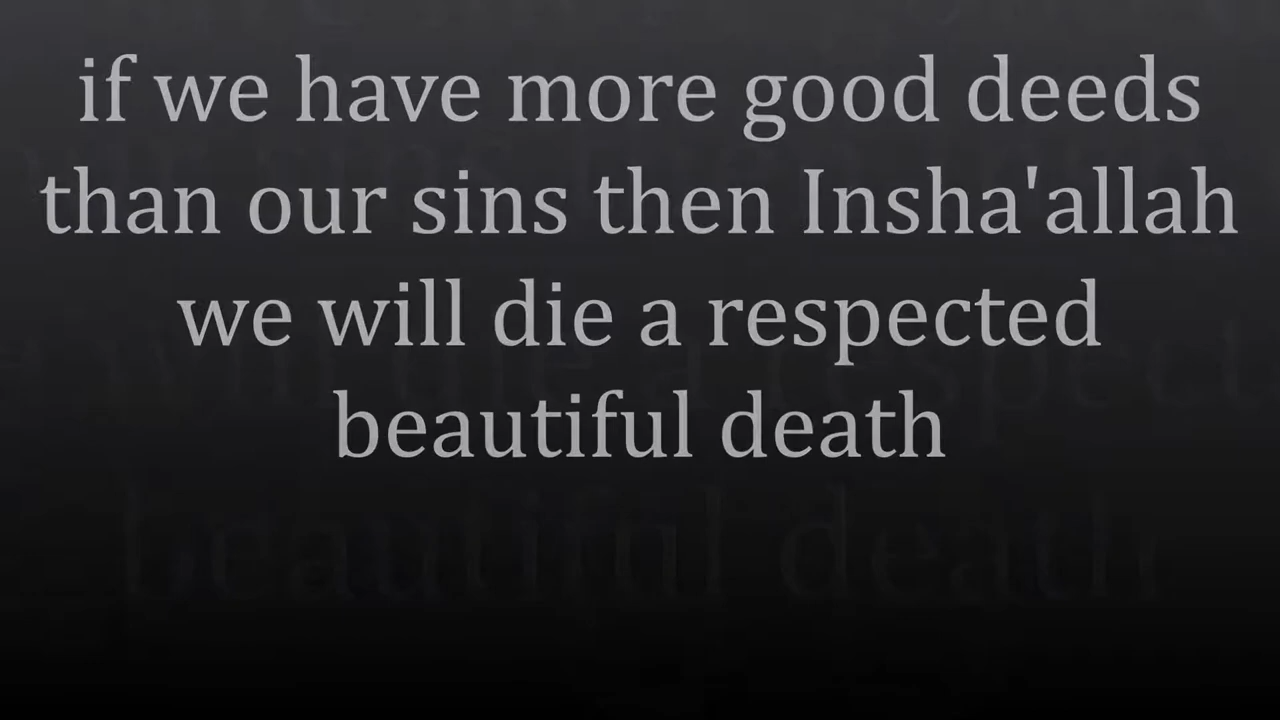 if we have more good deeds
than our sins then Insha'allah
we will die a respected
beautiful death